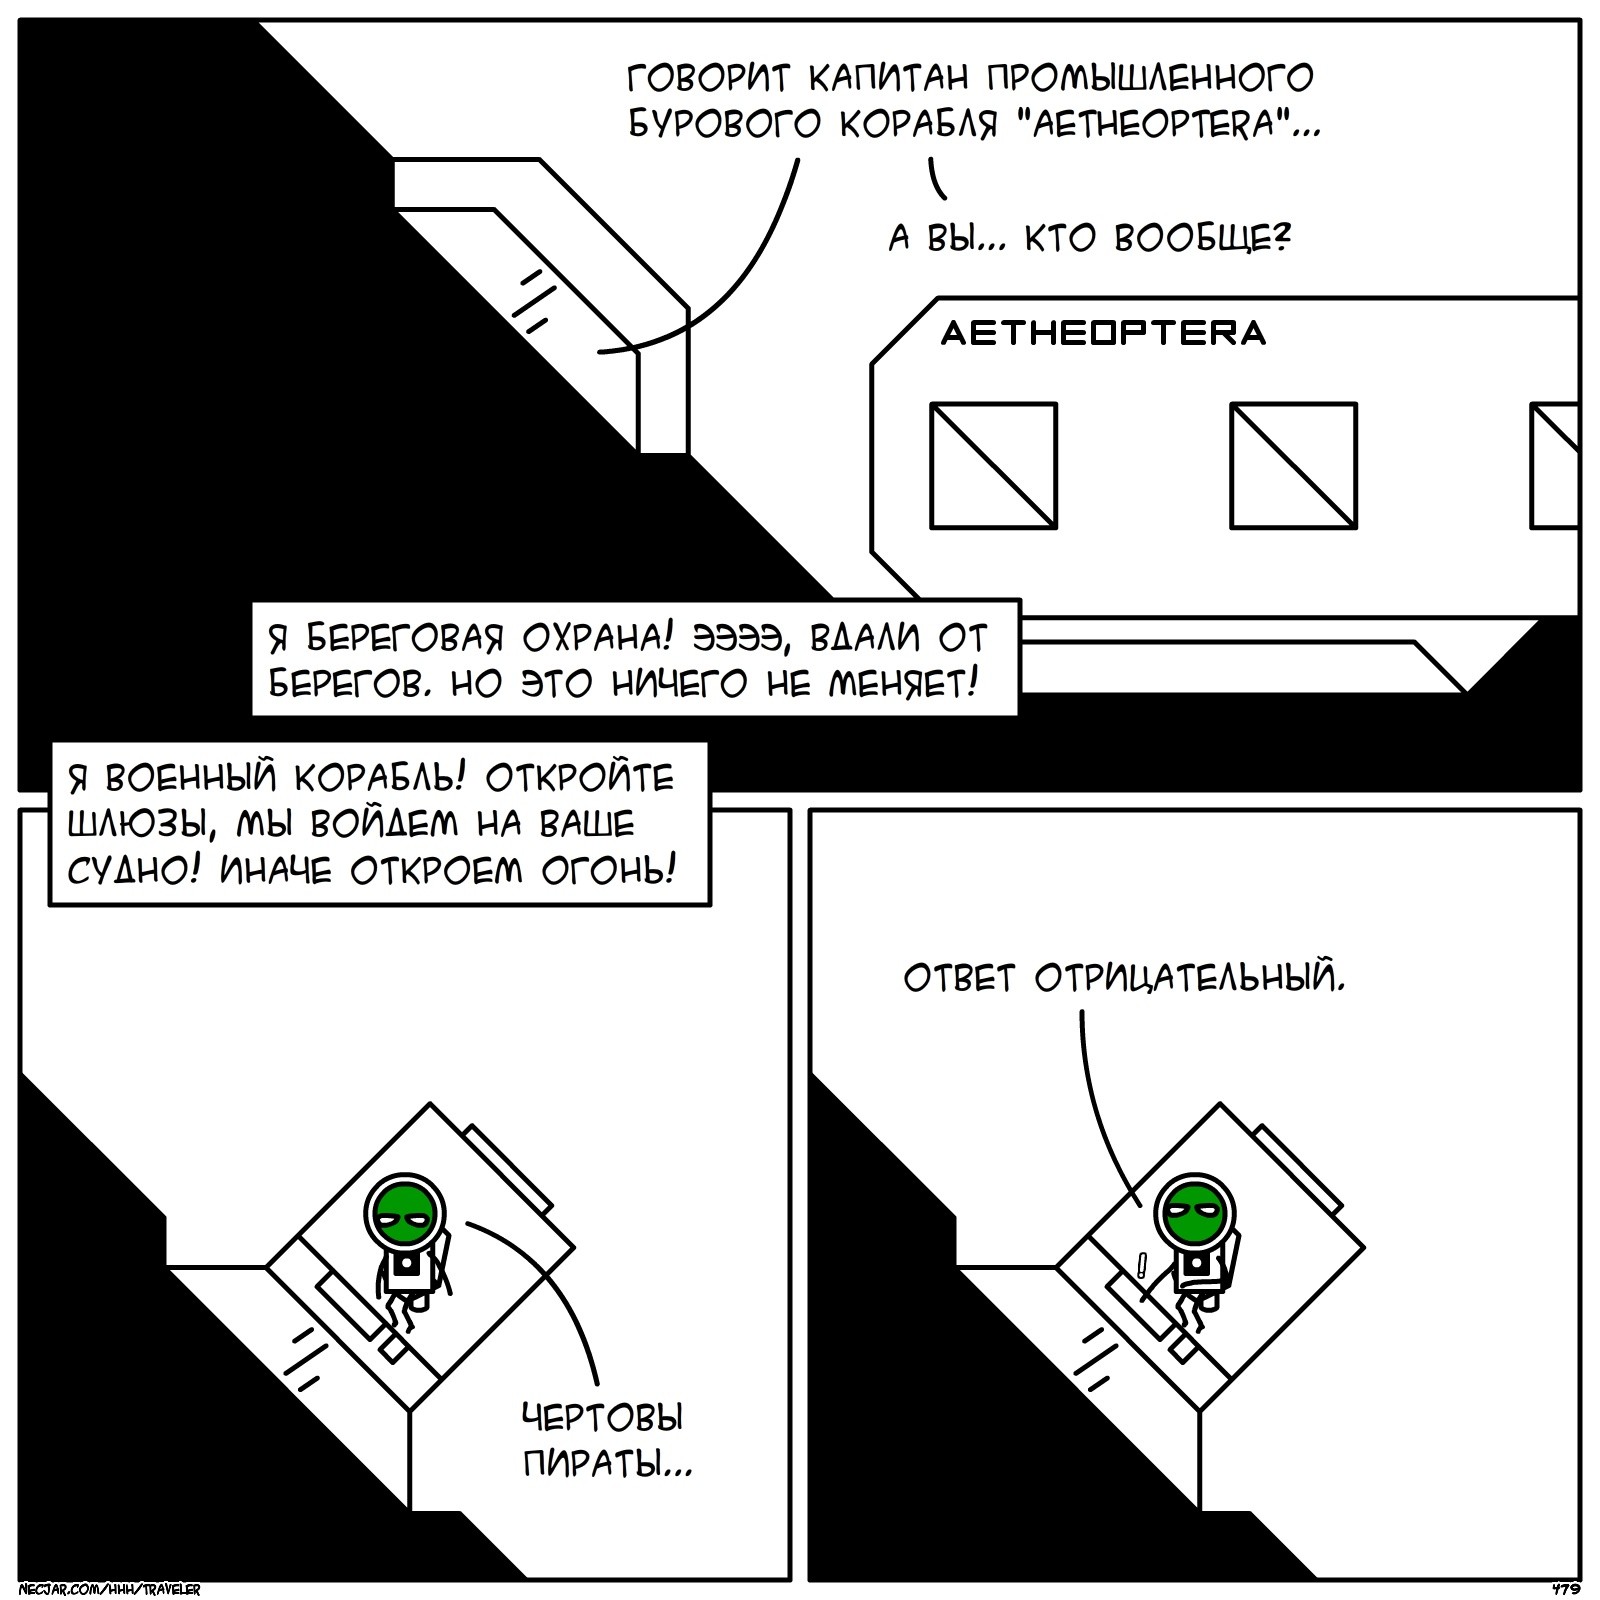 ГОВОРИТ КАПИТАН ПРОМЫШЛЕННОГО
БУРОВОГО КОРАБЛЯ "AETHEOPTERA"...
А ВЫ... КТО ВООБЩЕ?
AETHEOPTERA
Я БЕРЕГОВАЯ ОХРАНА! ЭЭЭЭ, ВДАЛИ ОТ
БЕРЕГОВ. НО ЭТО НИЧЕГО НЕ МЕНЯЕТ!
Я ВОЕННЫЙ КОРАБЛЬ! ОТКРОЙТЕ
ШЛЮЗЫ, МЫ ВОЙДЕМ НА ВАШЕ
СУДНО! ИНАЧЕ ОТКРОЕМ ОГОНЬ!
ЧЕРТОВЫ
ПИРАТЫ...
ОТВЕТ ОТРИЦАТЕЛЬНЫЙ.
!
NECJAR.COM/HHH/TRAVELER
479